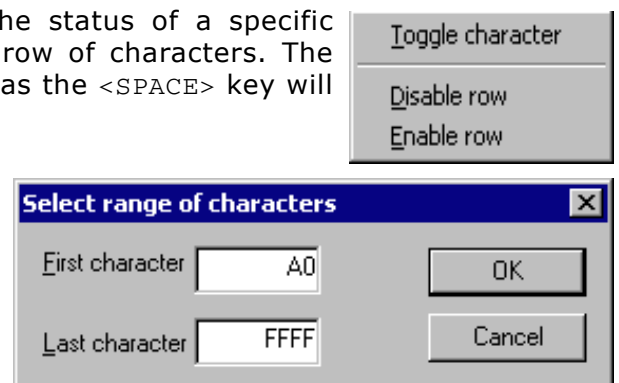 he status of a specific
row of characters. The
as the <SPACE> key will
Toggle character
Disable row
Enable row
Select range of characters
First character A0 OK
Last character FFFF Cancel